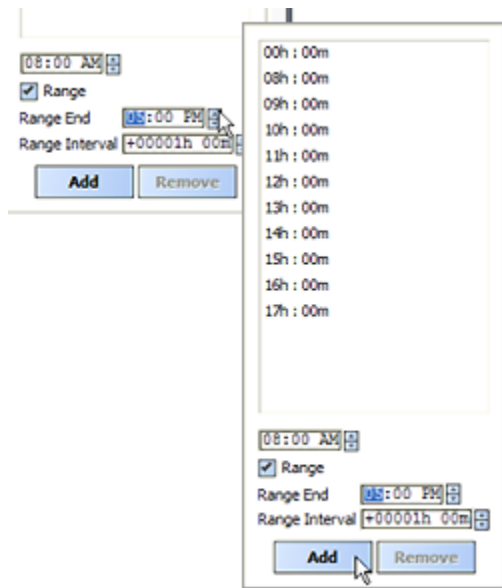 08:00 AM
Range
Range End 05:00 PM
Range Interval +00001h 00m
Add Remove
00h : 00m
08h : 00m
09h : 00m
10h : 00m
11h : 00m
12h : 00m
13h : 00m
14h : 00m
15h : 00m
16h : 00m
17h : 00m
08:00 AM
Range
Range End 05:00 PM
Range Interval +00001h 00m
Add Remove